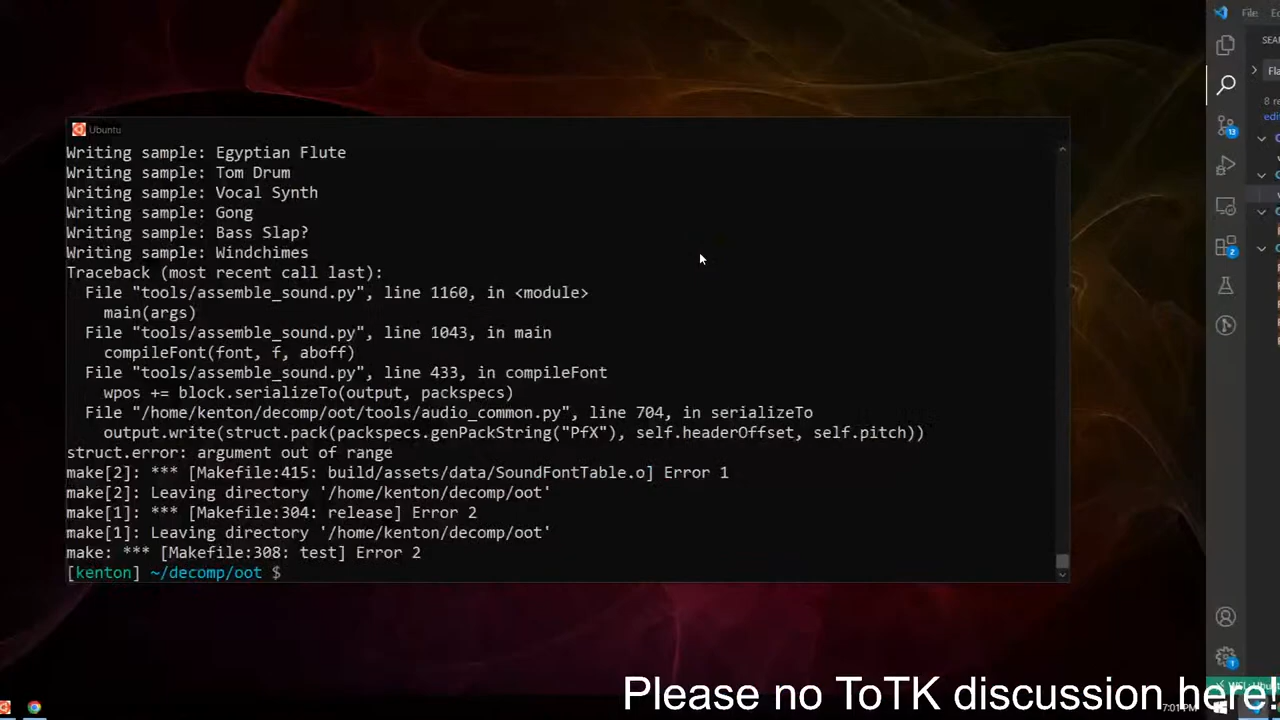 Ubuntu
Writing sample: Egyptian Flute
Writing sample: Tom Drum
Writing sample: Vocal Synth
Writing sample: Gong
Writing sample: Bass Slap?
Writing sample: Windchimes
Traceback (most recent call last):
File "tools/assemble_sound.py", line 1160, in <module>
main(args)
File "tools/assemble_sound.py", line 1043, in main
compileFont(font, f, aboff)
File "tools/assemble_sound.py", line 433, in compileFont
wpos += block.serializeTo(output, packspecs)
File "/home/kenton/decomp/oot/tools/audio_common.py", line 704, in serializeTo
output.write(struct.pack(packspecs.genPackString("PfX"), self.headerOffset, self.pitch))
struct.error: argument out of range
make[2]: *** [Makefile:415: build/assets/data/SoundFontTable.o] Error 1
make[2]: Leaving directory '/home/kenton/decomp/oot'
make[1]: *** [Makefile:304: release] Error 2
make[1]: Leaving directory '/home/kenton/decomp/oot'
make: *** [Makefile:308: test] Error 2
[kenton] ~/decomp/oot $
File
13
2
1
Please no ToTK discussion here!
7:01 PM